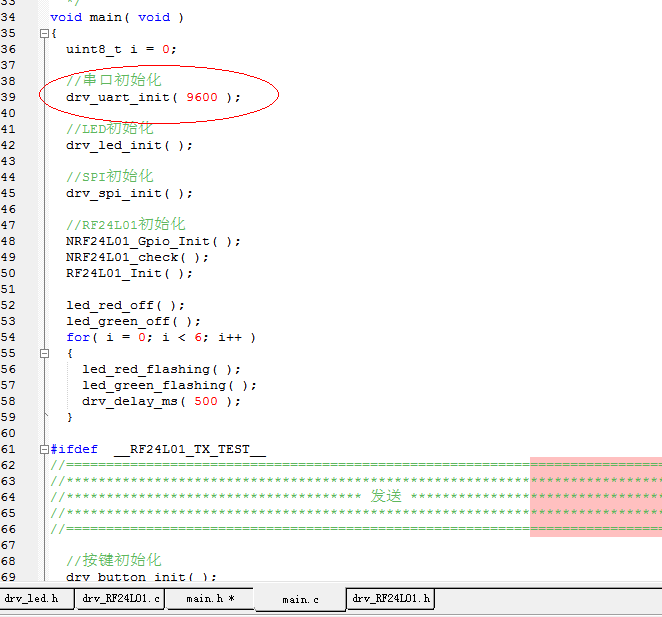 33 */
34 void main( void )
35 {
36 uint8_t i = 0;
37
38 //串口初始化
39 drv_uart_init( 9600 );
40
41 //LED初始化
42 drv_led_init( );
43
44 //SPI初始化
45 drv_spi_init( );
46
47 //RF24L01初始化
48 NRF24L01_Gpio_Init( );
49 NRF24L01_check( );
50 RF24L01_Init( );
51
52 led_red_off( );
53 led_green_off( );
54 for( i = 0; i < 6; i++ )
55 {
56 led_red_flashing( );
57 led_green_flashing( );
58 drv_delay_ms( 500 );
59 }
60
61 #ifdef __RF24L01_TX_TEST__
62 //==========================================================================
63 //**************************************************************************
64 //************************************* 发送 *******************************
65 //**************************************************************************
66 //==========================================================================
67
68 //按键初始化
69 drv_button_init( );
drv_led.h drv_RF24L01.c main.h * main.c drv_RF24L01.h